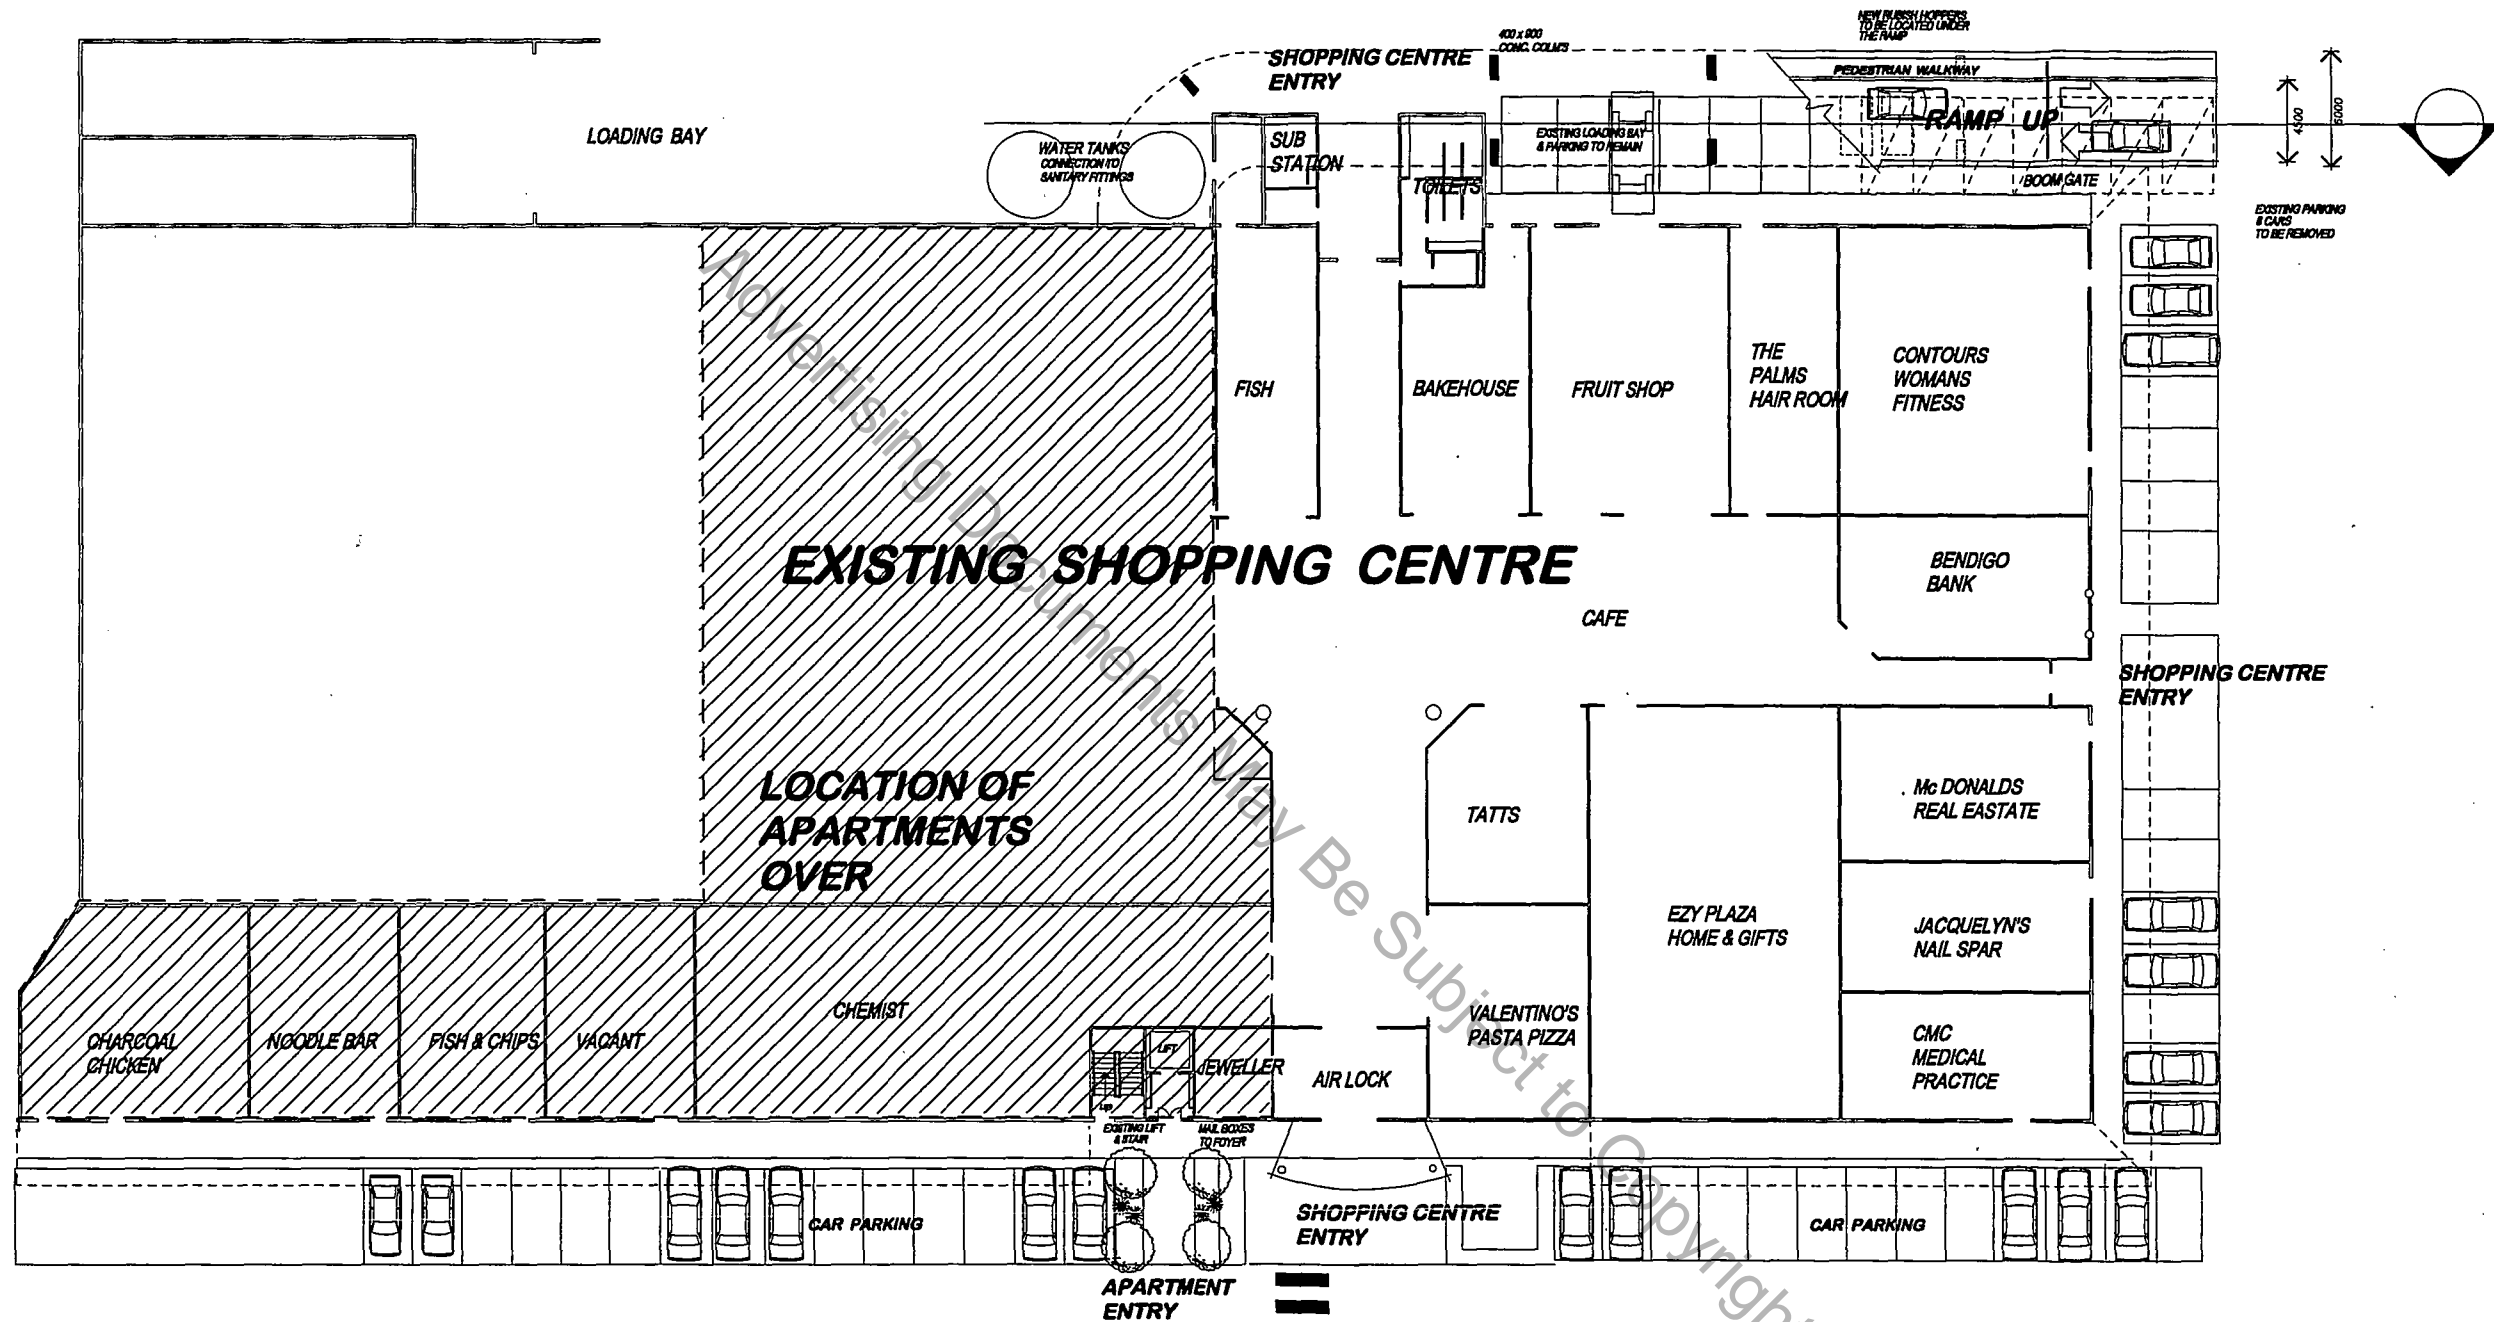 NEW RUBISH HOPPERS
TO BE LOCATED UNDER
THE RAMP
400 x 900
CONC. COLM'S
SHOPPING CENTRE
ENTRY
PEDESTRIAN WALKWAY
RAMP UP
4500
6000
LOADING BAY
WATER TANKS
CONNECTION TO
SANITARY FITTINGS
SUB
STATION
TOILETS
EXISTING LOADING BAY
& PARKING TO REMAIN
BOOM GATE
EXISTING PARKING
& CARS
TO BE REMOVED
FISH
BAKEHOUSE
FRUIT SHOP
THE
PALMS
HAIR ROOM
CONTOURS
WOMANS
FITNESS
EXISTING SHOPPING CENTRE
BENDIGO
BANK
CAFE
SHOPPING CENTRE
ENTRY
LOCATION OF
APARTMENTS
OVER
TATTS
Mc DONALDS
REAL EASTATE
EZY PLAZA
HOME & GIFTS
JACQUELYN'S
NAIL SPAR
CHARCOAL
CHICKEN
NOODLE BAR
FISH & CHIPS
VACANT
CHEMIST
LIFT
UP
JEWELLER
AIR LOCK
VALENTINO'S
PASTA PIZZA
CMC
MEDICAL
PRACTICE
EXISTING LIFT
& STAIR
MAIL BOXES
TO FOYER
CAR PARKING
SHOPPING CENTRE
ENTRY
CAR PARKING
APARTMENT
ENTRY
Advertising Documents May Be Subject to Copyright